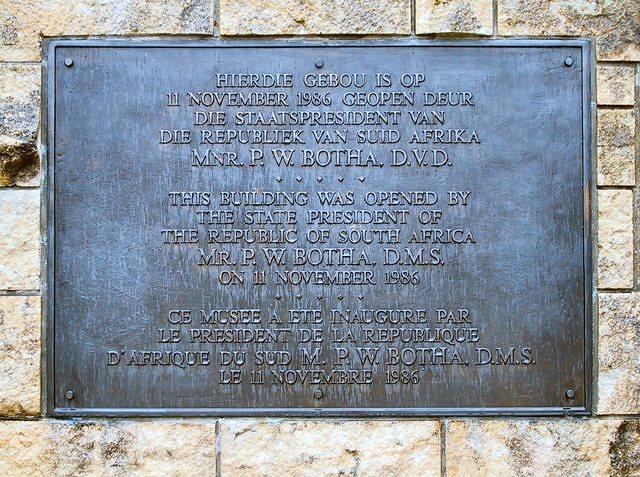 HIERDIE GEBOU IS OP
11 NOVEMBER 1986 GEOPEN DEUR
DIE STAATSPRESIDENT VAN
DIE REPUBLIEK VAN SUID AFRIKA
MNR. P. W. BOTHA, D.V.D.
THIS BUILDING WAS OPENED BY
THE STATE PRESIDENT OF
THE REPUBLIC OF SOUTH AFRICA
MR. P. W. BOTHA, D.M.S.
ON 11 NOVEMBER 1986
CE MUSEE A ETE INAUGURE PAR
LE PRESIDENT DE LA REPUBLIQUE
D'AFRIQUE DU SUD M. P. W. BOTHA, D.M.S.
LE 11 NOVEMBRE 1986